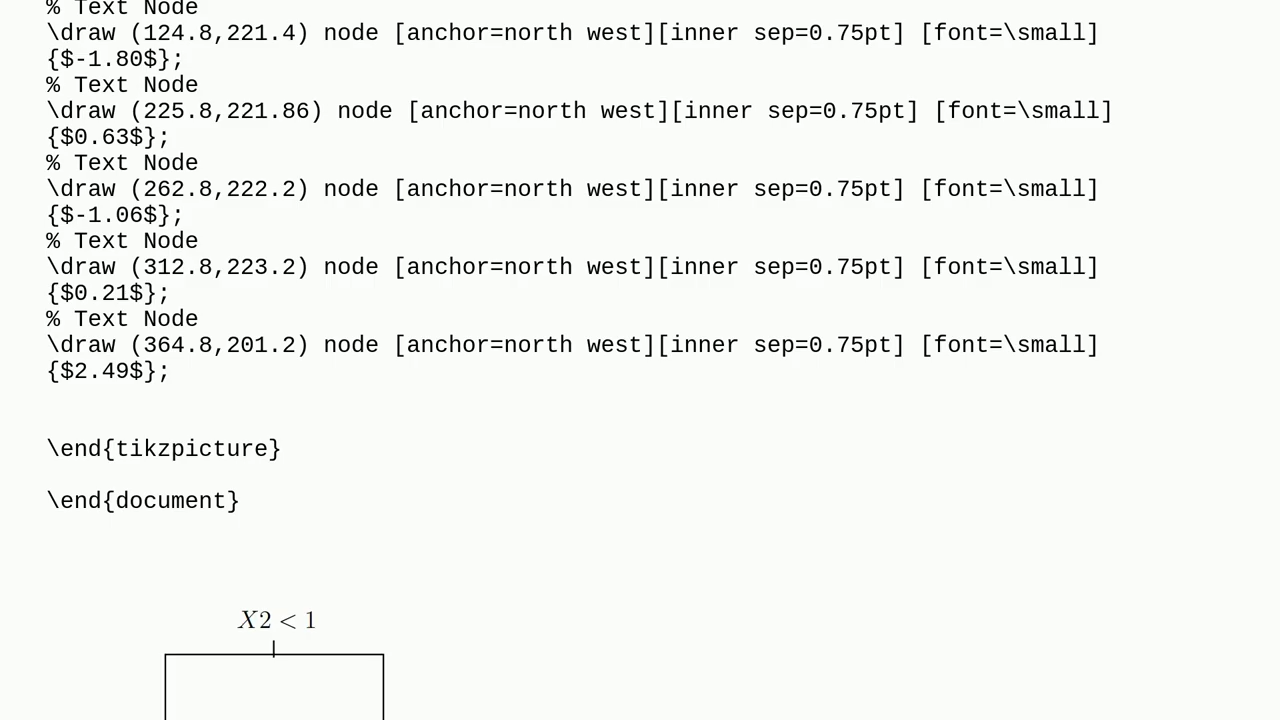 % Text Node
\draw (124.8,221.4) node [anchor=north west][inner sep=0.75pt] [font=\small]
{$-1.80$};
% Text Node
\draw (225.8,221.86) node [anchor=north west][inner sep=0.75pt] [font=\small]
{$0.63$};
% Text Node
\draw (262.8,222.2) node [anchor=north west][inner sep=0.75pt] [font=\small]
{$-1.06$};
% Text Node
\draw (312.8,223.2) node [anchor=north west][inner sep=0.75pt] [font=\small]
{$0.21$};
% Text Node
\draw (364.8,201.2) node [anchor=north west][inner sep=0.75pt] [font=\small]
{$2.49$};
\end{tikzpicture}
\end{document}
X2 < 1